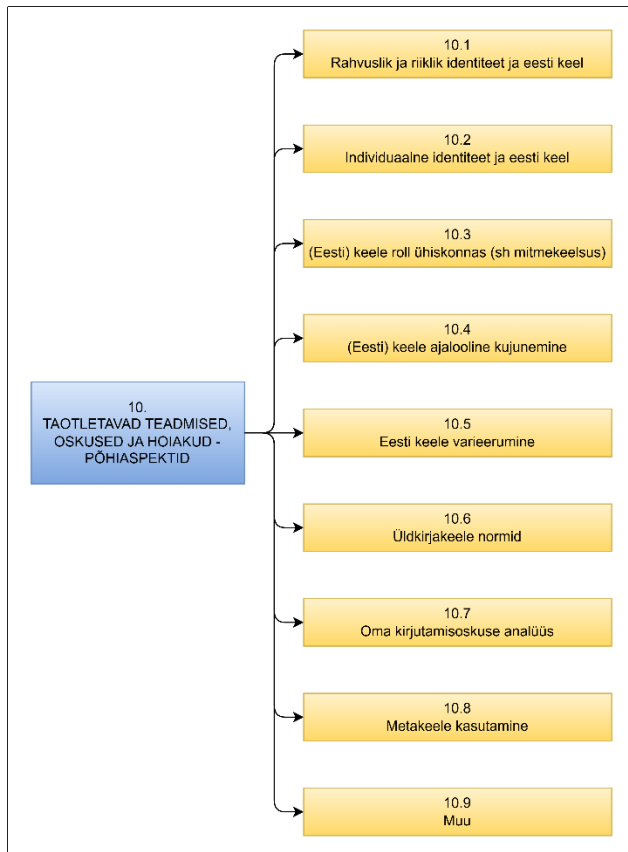 10.1
Rahvuslik ja riiklik identiteet ja eesti keel
10.2
Individuaalne identiteet ja eesti keel
10.3
(Eesti) keele roll ühiskonnas (sh mitmekeelsus)
10.4
(Eesti) keele ajalooline kujunemine
10.
TAOTLETAVAD TEADMISED,
OSKUSED JA HOIAKUD -
PÕHIASPEKTID
10.5
Eesti keele varieerumine
10.6
Üldkirjakeele normid
10.7
Oma kirjutamisoskuse analüüs
10.8
Metakeele kasutamine
10.9
Muu